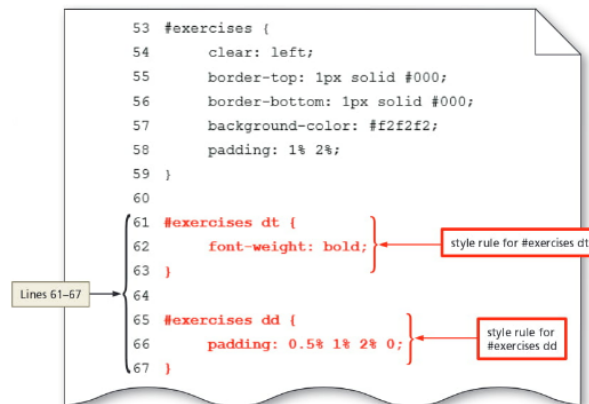 53 #exercises {
54 clear: left;
55 border-top: 1px solid #000;
56 border-bottom: 1px solid #000;
57 background-color: #f2f2f2;
58 padding: 1% 2%;
59 }
60
61 #exercises dt {
62 font-weight: bold;
63 }
64
65 #exercises dd {
66 padding: 0.5% 1% 2% 0;
67 }
Lines 61–67
style rule for #exercises dt
style rule for
#exercises dd